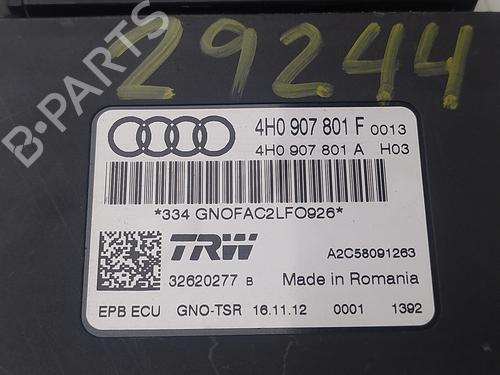 29244
4H0 907 801 F 0013
4H0 907 801 A H03
*334 GNOFAC2LFO926*
TRW
A2C58091263
32620277 B Made in Romania
EPB ECU GNO-TSR 16.11.12 0001 1392
B-Parts